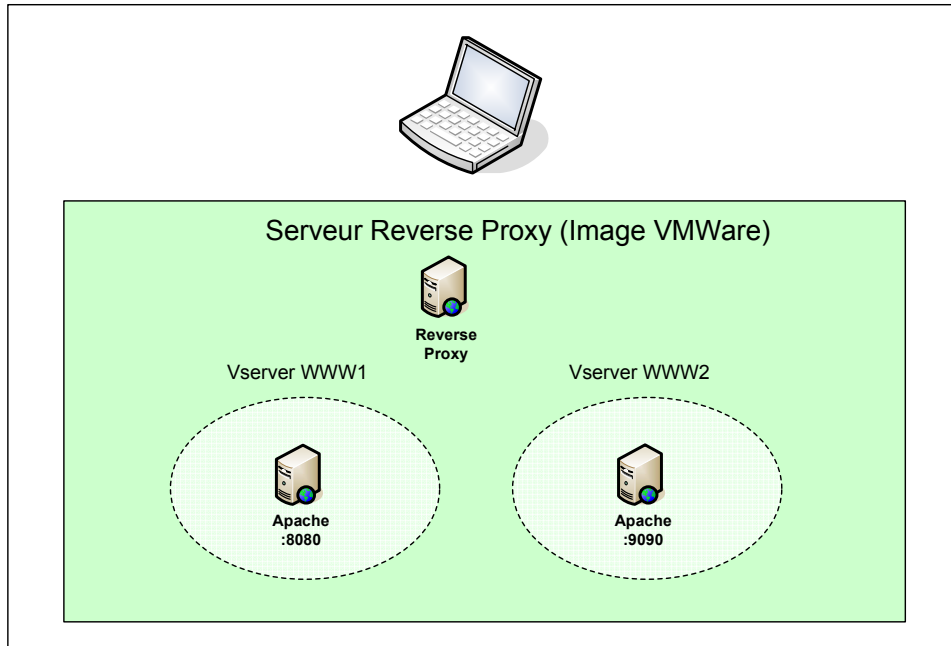 Serveur Reverse Proxy (Image VMWare)
Reverse
Proxy
Vserver WWW1
Vserver WWW2
Apache
:8080
Apache
:9090